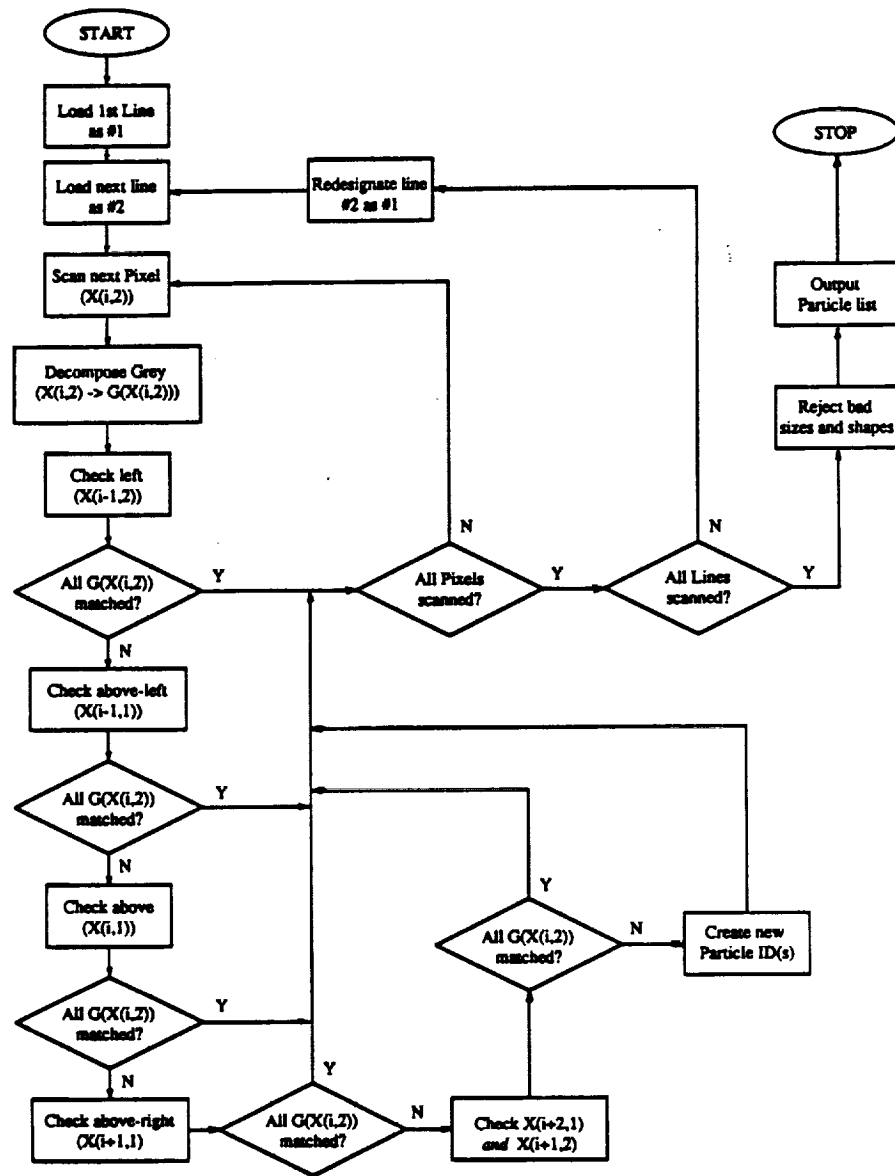 START
Load 1st Line
as #1
Load next line
as #2
Redesignate line
#2 as #1
STOP
Scan next Pixel
(X(i,2))
Output
Particle list
Decompose Grey
(X(i,2) -> G(X(i,2)))
Reject bad
sizes and shapes
Check left
(X(i-1,2))
N
N
All G(X(i,2))
matched?
Y
All Pixels
scanned?
Y
All Lines
scanned?
Y
N
Check above-left
(X(i-1,1))
All G(X(i,2))
matched?
Y
N
Check above
(X(i,1))
Y
All G(X(i,2))
matched?
N
Create new
Particle ID(s)
All G(X(i,2))
matched?
Y
N
Y
Check above-right
(X(i+1,1)
All G(X(i,2))
matched?
N
Check X(i+2,1)
and X(i+1,2)